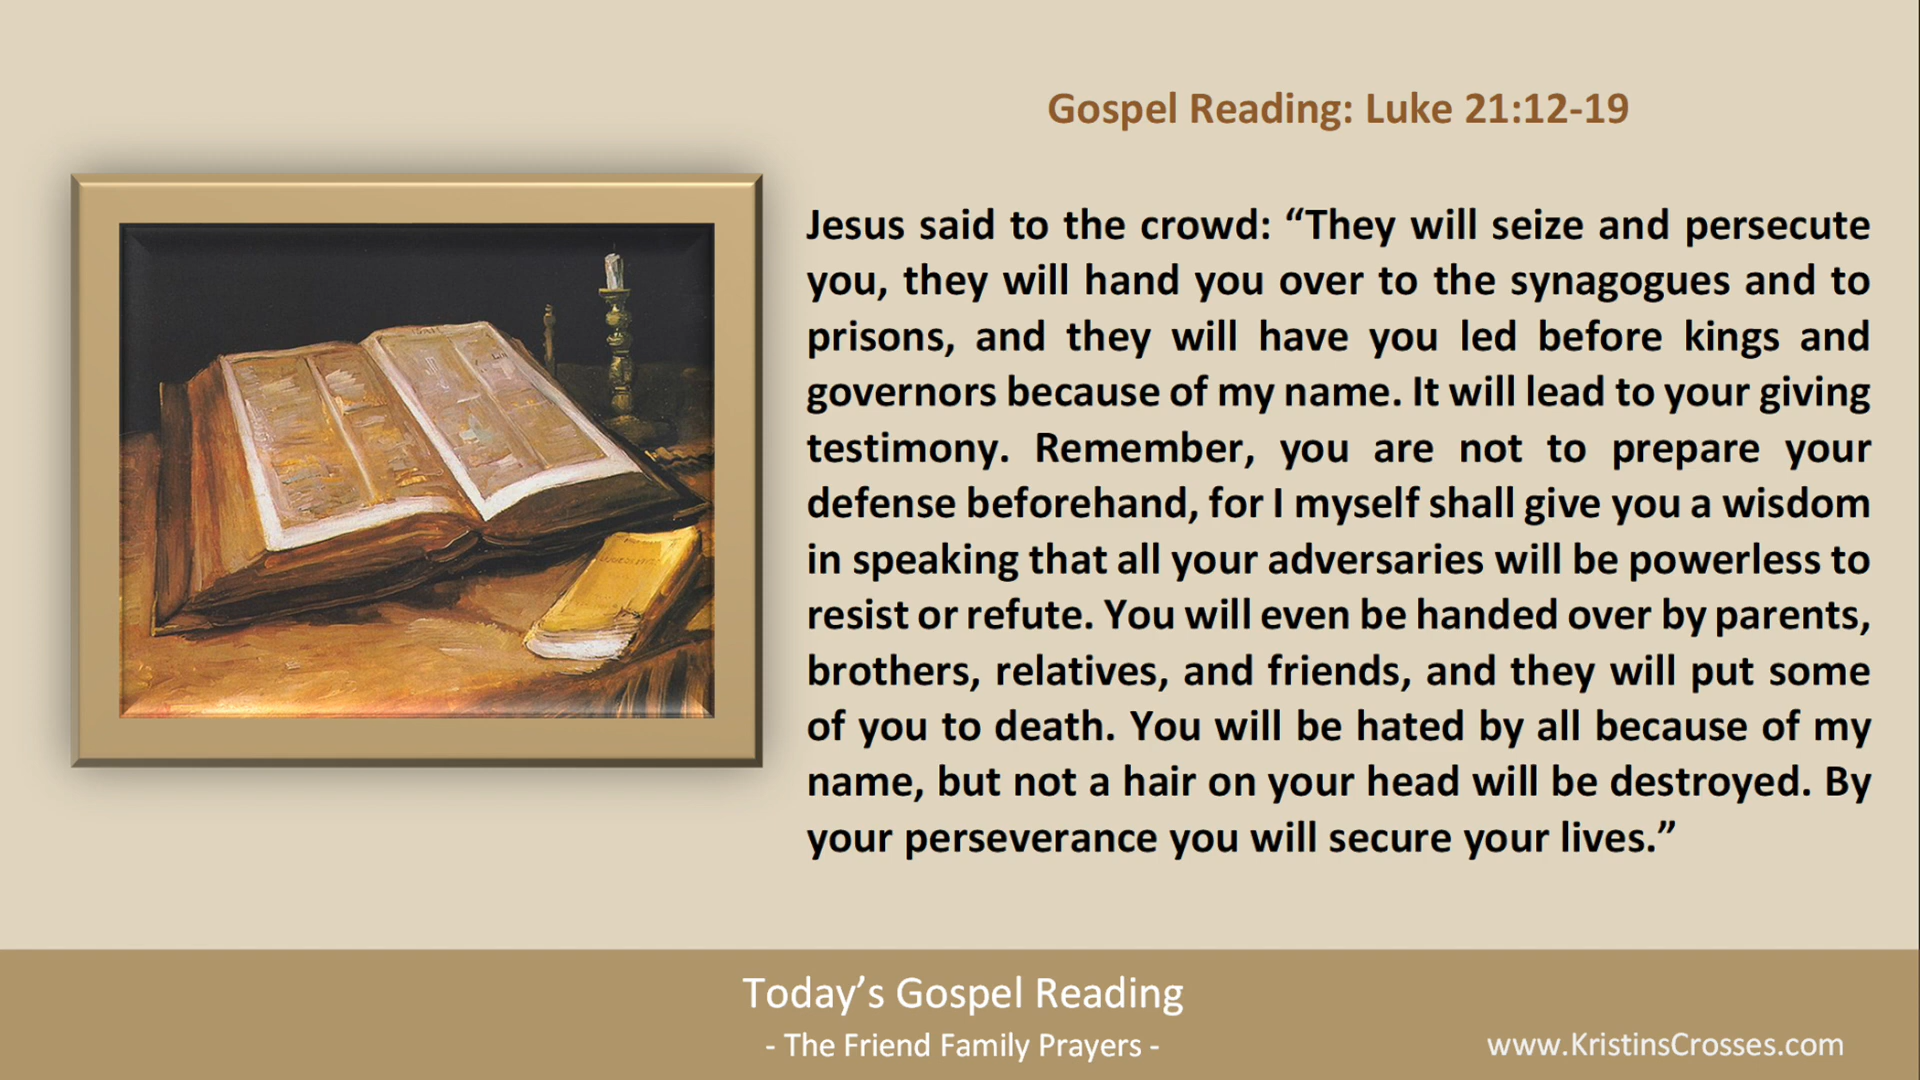 Gospel Reading: Luke 21:12-19
Jesus said to the crowd: “They will seize and persecute
you, they will hand you over to the synagogues and to
prisons, and they will have you led before kings and
governors because of my name. It will lead to your giving
testimony. Remember, you are not to prepare your
defense beforehand, for I myself shall give you a wisdom
in speaking that all your adversaries will be powerless to
resist or refute. You will even be handed over by parents,
brothers, relatives, and friends, and they will put some
of you to death. You will be hated by all because of my
name, but not a hair on your head will be destroyed. By
your perseverance you will secure your lives.”
Today’s Gospel Reading
- The Friend Family Prayers -
www.KristinsCrosses.com